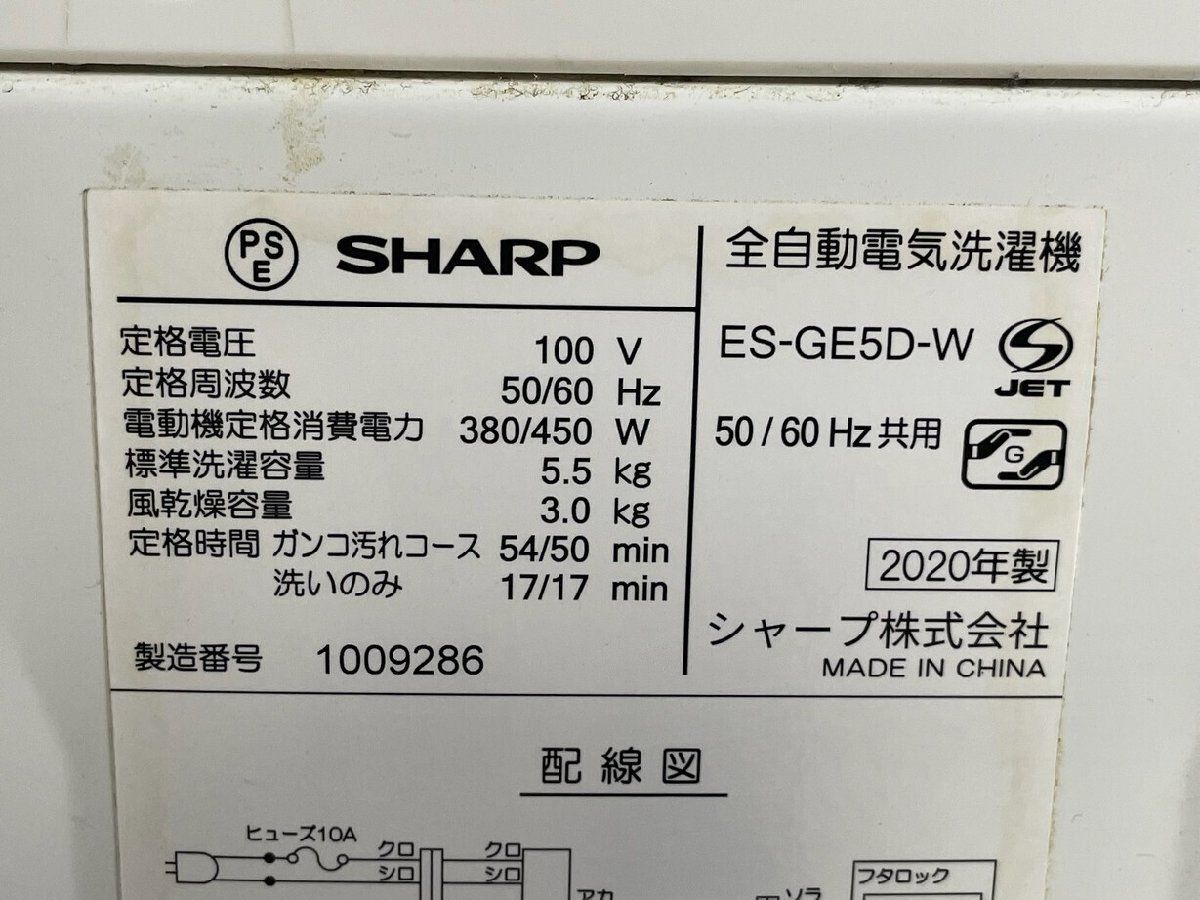 PSE SHARP
定格電圧 100 V
定格周波数 50/60 Hz
電動機定格消費電力 380/450 W
標準洗濯容量 5.5 kg
風乾燥容量 3.0 kg
定格時間 ガンコ汚れコース 54/50 min
洗いのみ 17/17 min
製造番号 1009286
全自動電気洗濯機
ES-GE5D-W
JET
50/60 Hz共用
G
2020年製
シャープ株式会社
MADE IN CHINA
配線図
ヒューズ10A
クロ クロ
シロ シロ
アカ
ソラ
フタロック